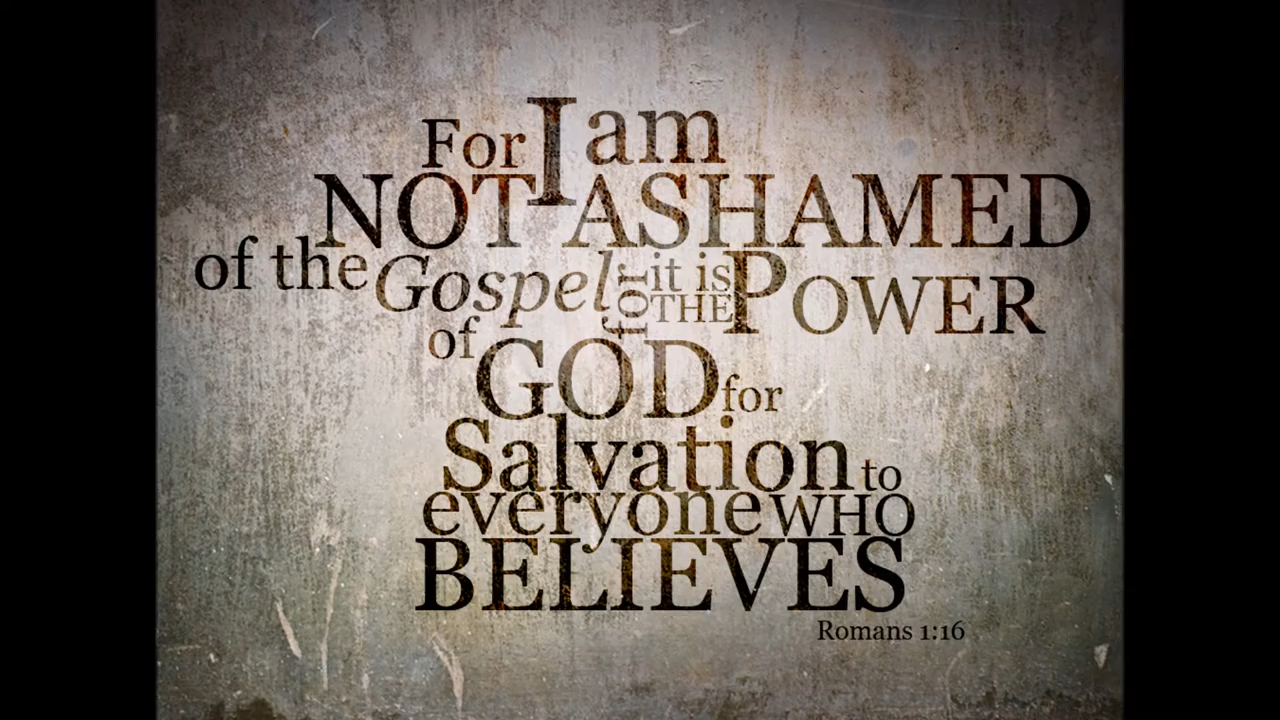 For I am
NOT ASHAMED
of the Gospel for it is THE POWER
of GOD for
Salvation to
everyone WHO
BELIEVES
Romans 1:16